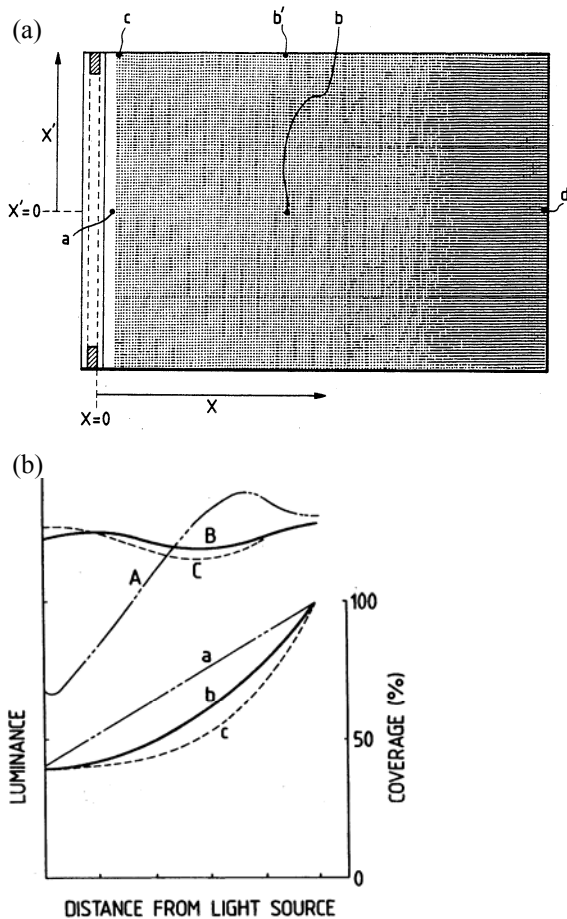 (a)
c
b'
b
X'
X'=0
a
d
X=0
X
(b)
B
A
C
100
a
b
50
c
0
LUMINANCE
COVERAGE (%)
DISTANCE FROM LIGHT SOURCE